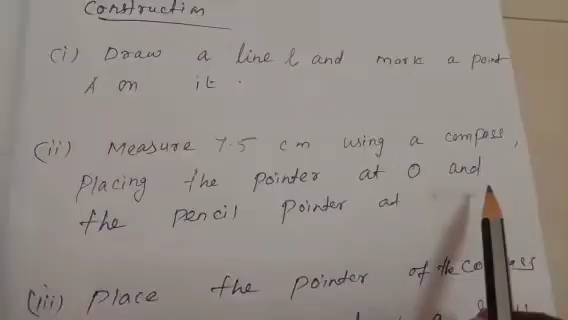 Construction
(i) Draw a line l and mark a point
A on it.
(ii) Measure 7.5 cm using a compass,
placing the pointer at 0 and
the pencil pointer at
(iii) Place the pointer of the